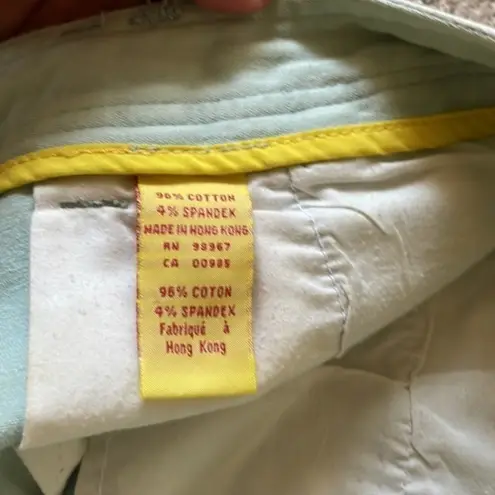 96% COTTON
4% SPANDEX
MADE IN HONG KONG
RN 98967
CA 00985
96% COTON
4% SPANDEX
Fabriqué à
Hong Kong